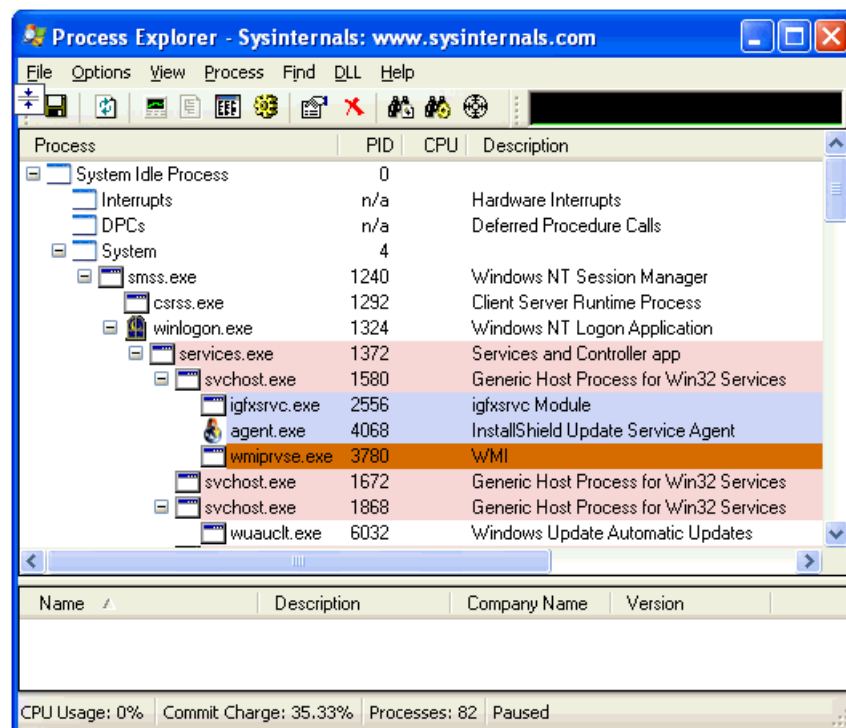 Process Explorer - Sysinternals: www.sysinternals.com
File Options View Process Find DLL Help
Process PID CPU Description
System Idle Process 0
Interrupts n/a Hardware Interrupts
DPCs n/a Deferred Procedure Calls
System 4
smss.exe 1240 Windows NT Session Manager
csrss.exe 1292 Client Server Runtime Process
winlogon.exe 1324 Windows NT Logon Application
services.exe 1372 Services and Controller app
svchost.exe 1580 Generic Host Process for Win32 Services
igfxsrvc.exe 2556 igfxsrvc Module
agent.exe 4068 InstallShield Update Service Agent
wmiprvse.exe 3780 WMI
svchost.exe 1672 Generic Host Process for Win32 Services
svchost.exe 1868 Generic Host Process for Win32 Services
wuauclt.exe 6032 Windows Update Automatic Updates
Name Description Company Name Version
CPU Usage: 0% Commit Charge: 35.33% Processes: 82 Paused